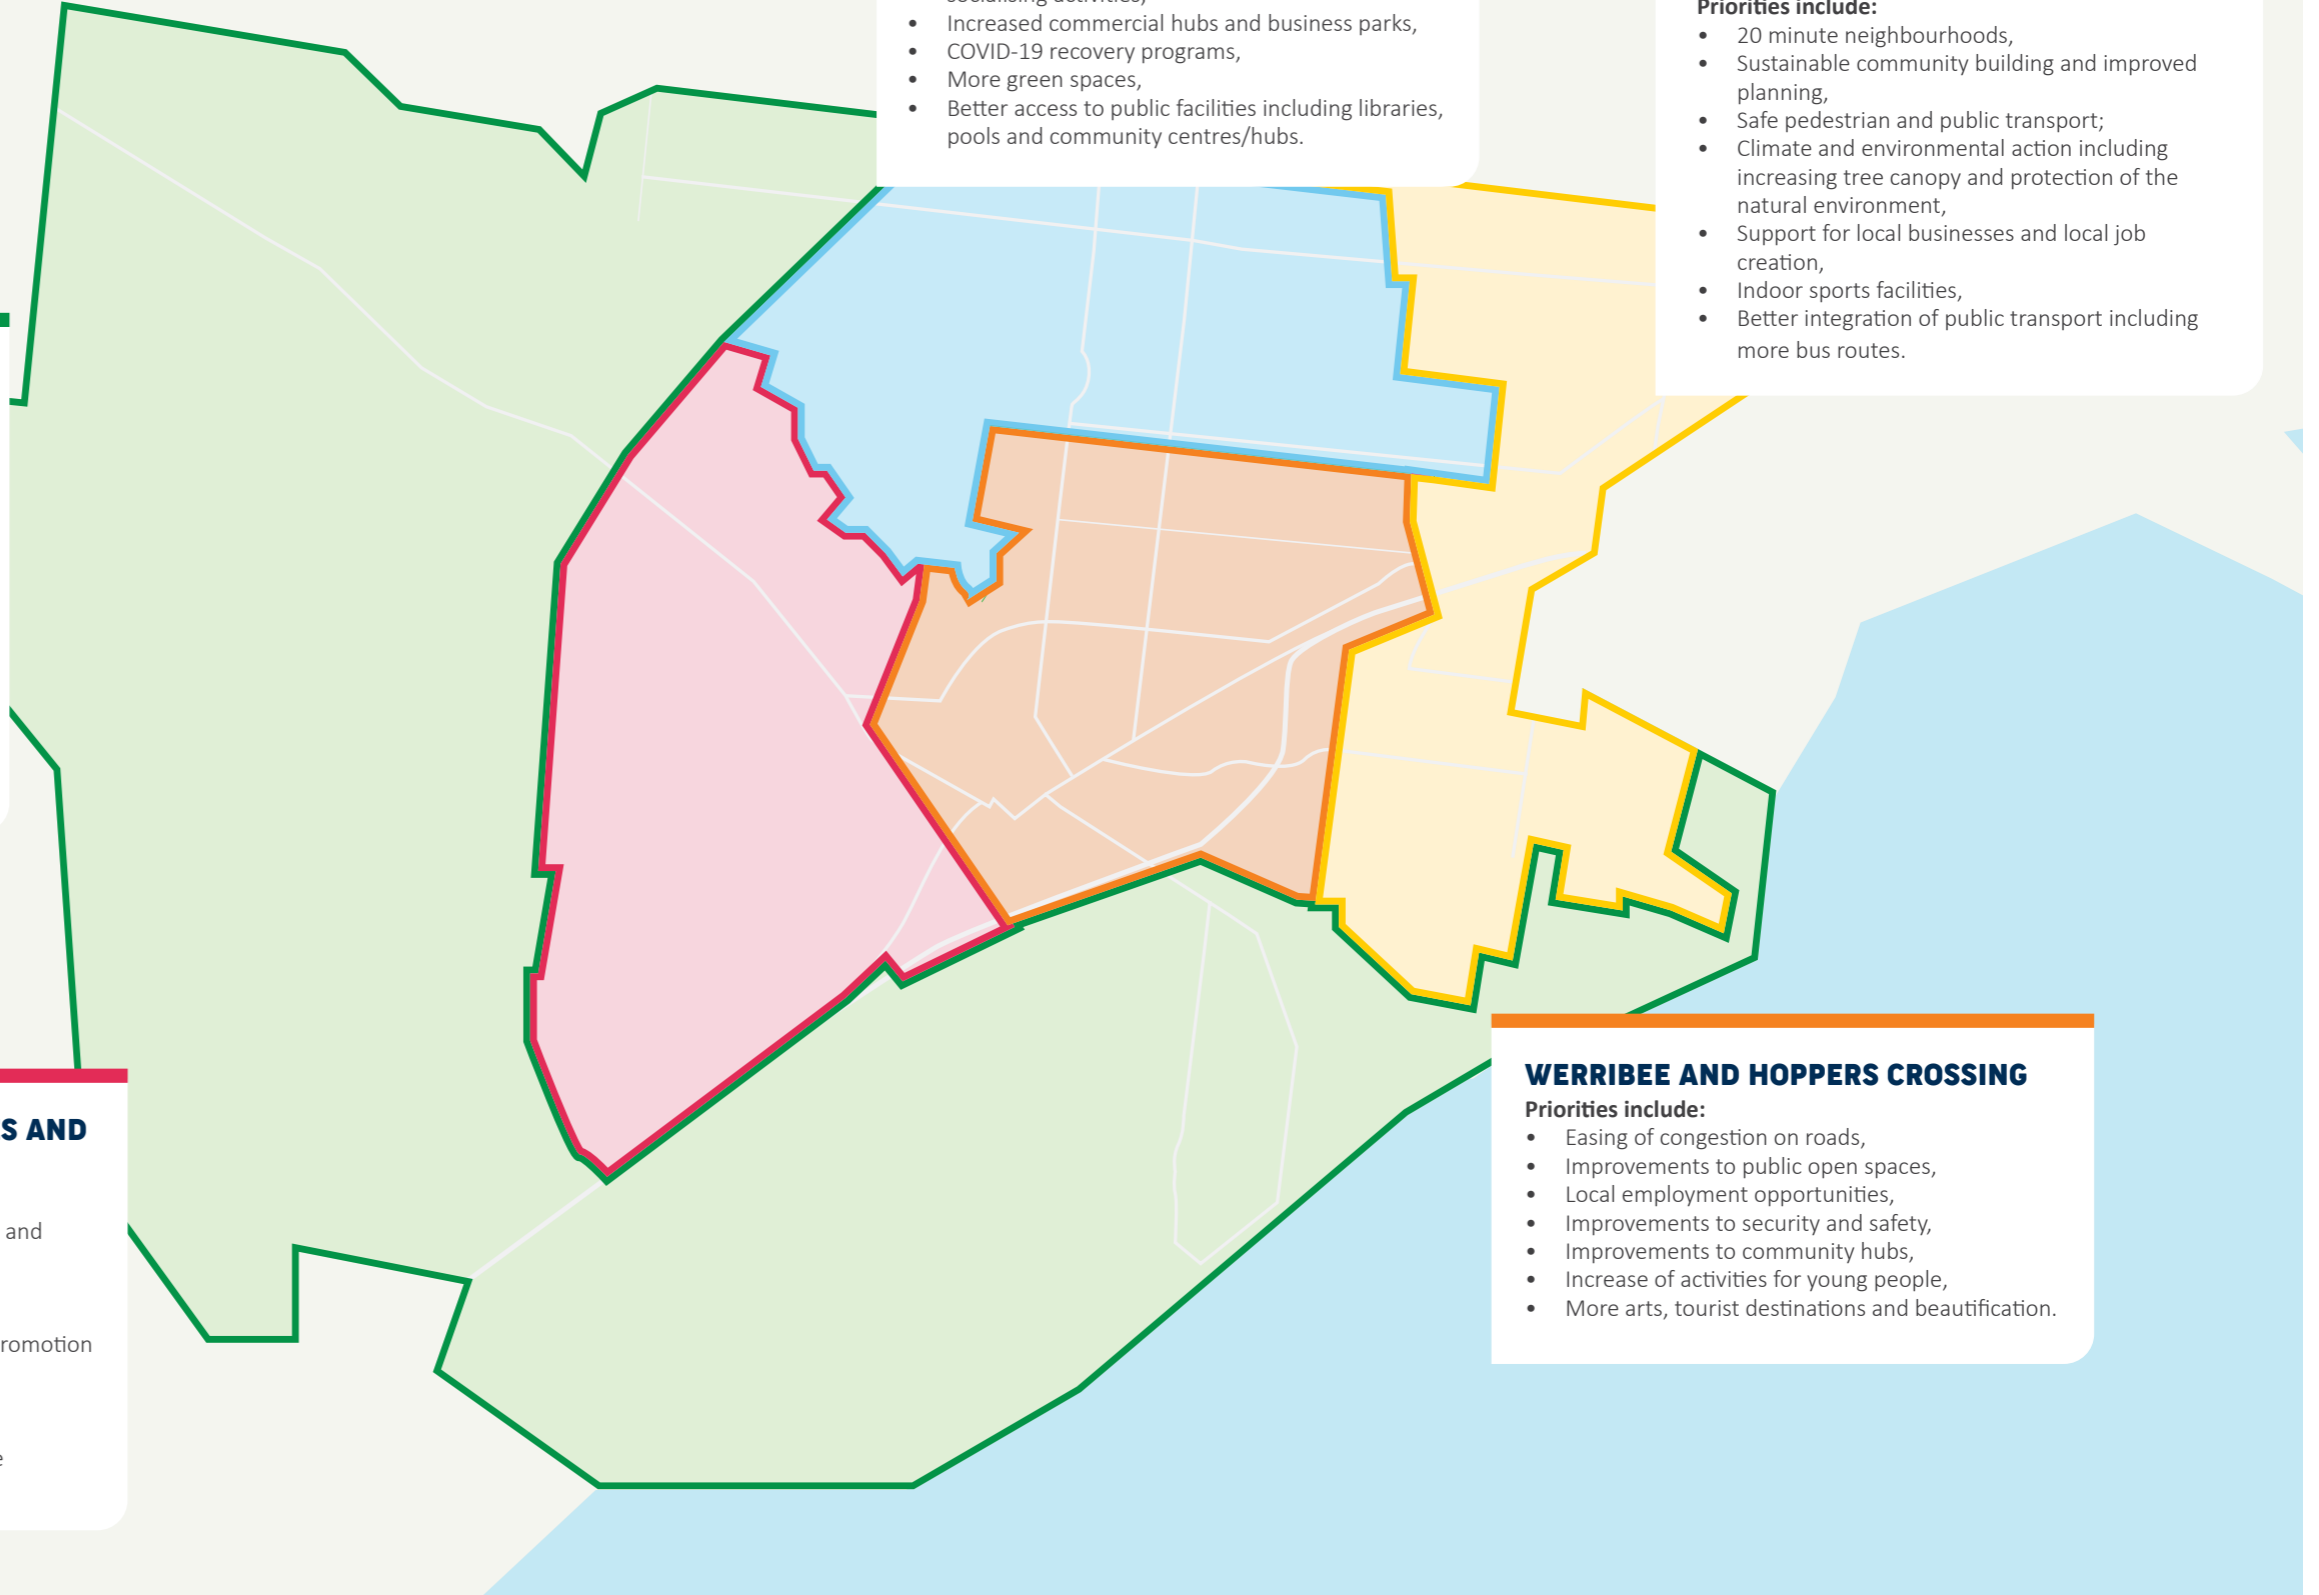 • Increased commercial hubs and business parks,
• COVID-19 recovery programs,
• More green spaces,
• Better access to public facilities including libraries,
pools and community centres/hubs.
Priorities include:
• 20 minute neighbourhoods,
• Sustainable community building and improved
planning,
• Safe pedestrian and public transport;
• Climate and environmental action including
increasing tree canopy and protection of the
natural environment,
• Support for local businesses and local job
creation,
• Indoor sports facilities,
• Better integration of public transport including
more bus routes.
S AND
and
romotion
e
WERRIBEE AND HOPPERS CROSSING
Priorities include:
• Easing of congestion on roads,
• Improvements to public open spaces,
• Local employment opportunities,
• Improvements to security and safety,
• Improvements to community hubs,
• Increase of activities for young people,
• More arts, tourist destinations and beautification.